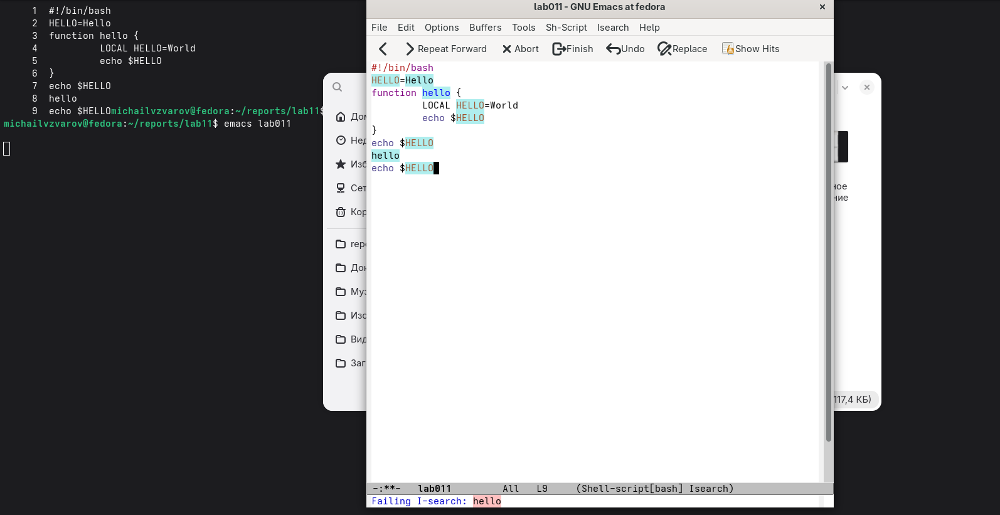 1 #!/bin/bash
2 HELLO=Hello
3 function hello {
4 LOCAL HELLO=World
5 echo $HELLO
6 }
7 echo $HELLO
8 hello
9 echo $HELLOmichailvzvarov@fedora:~/reports/lab11$
michailvzvarov@fedora:~/reports/lab11$ emacs lab011
Дом
Нед
Изб
Сет
Кор
repo
Док
Муз
Изо
Вид
Заг
lab011 - GNU Emacs at fedora
File Edit Options Buffers Tools Sh-Script Isearch Help
Repeat Forward Abort Finish Undo Replace Show Hits
#!/bin/bash
HELLO=Hello
function hello {
LOCAL HELLO=World
echo $HELLO
}
echo $HELLO
hello
echo $HELLO
-:**- lab011 All L9 (Shell-script[bash] Isearch)
Failing I-search: hello
ное
ние
117,4 КБ)